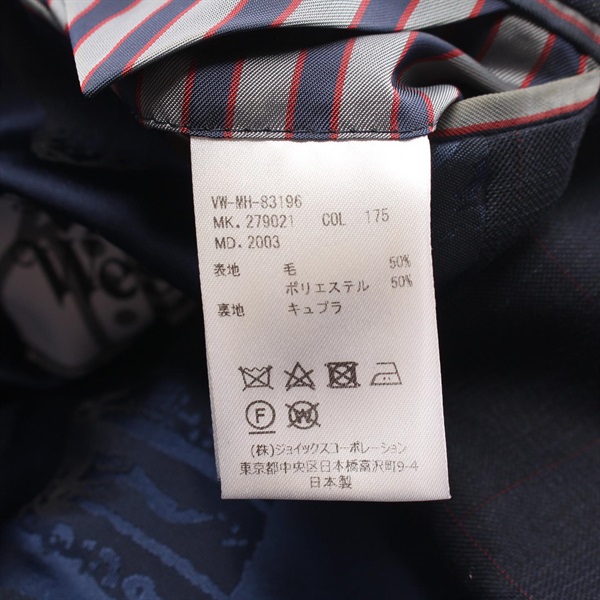 VW-MH-83196
MK. 279021 COL 175
MD. 2003
表地 毛 50%
ポリエステル 50%
裏地 キュプラ
F W
(株)ジョイックスコーポレーション
東京都中央区日本橋富沢町9-4
日本製
We